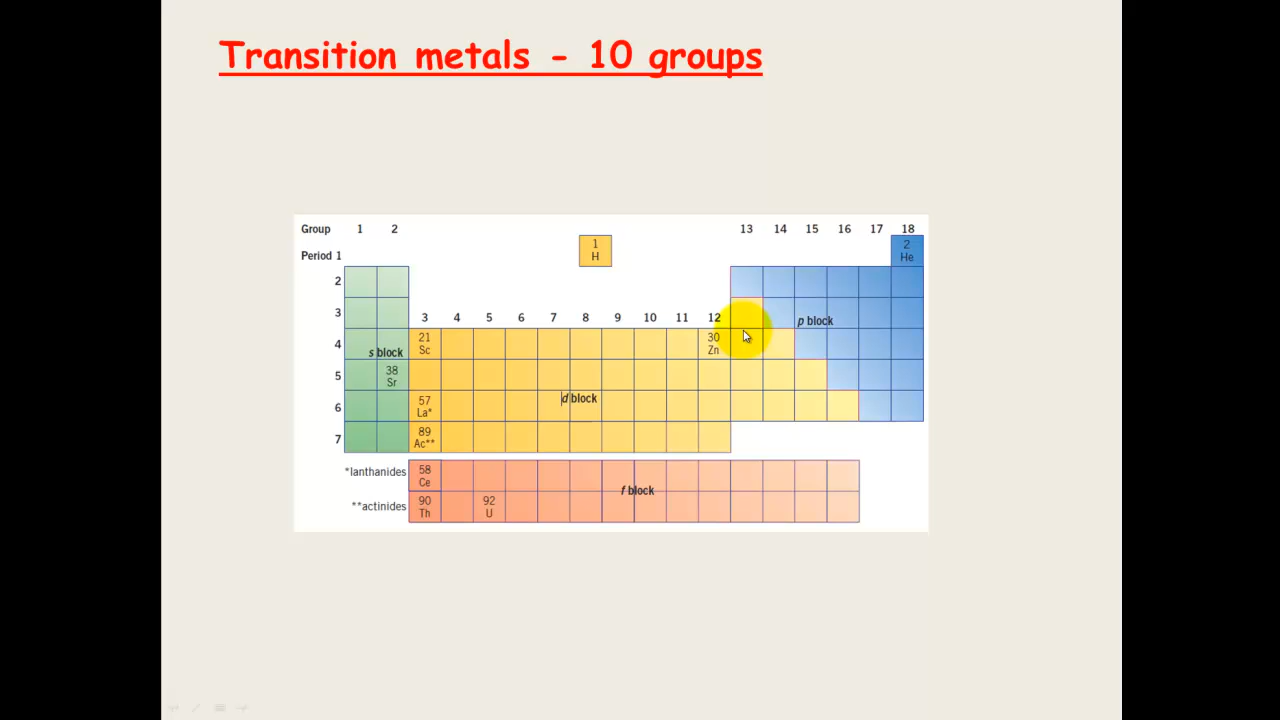 Transition metals - 10 groups
Group 1 2 13 14 15 16 17 18
Period 1
1
H
2
He
2
3
3 4 5 6 7 8 9 10 11 12
p block
4
21
Sc
30
Zn
s block
5
38
Sr
6
57
La*
d block
7
89
Ac**
*lanthanides
58
Ce
f block
**actinides
90
Th
92
U